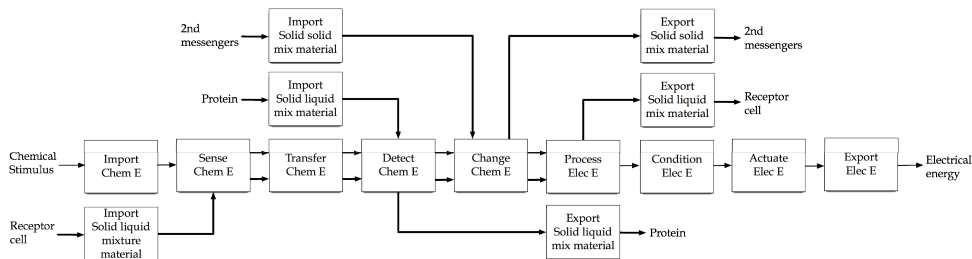 2nd
messengers
Import
Solid solid
mix material
Export
Solid solid
mix material
2nd
messengers
Protein
Import
Solid liquid
mix material
Export
Solid liquid
mix material
Receptor
cell
Chemical
Stimulus
Import
Chem E
Sense
Chem E
Transfer
Chem E
Detect
Chem E
Change
Chem E
Process
Elec E
Condition
Elec E
Actuate
Elec E
Export
Elec E
Electrical
energy
Receptor
cell
Import
Solid liquid
mixture
material
Export
Solid liquid
mix material
Protein